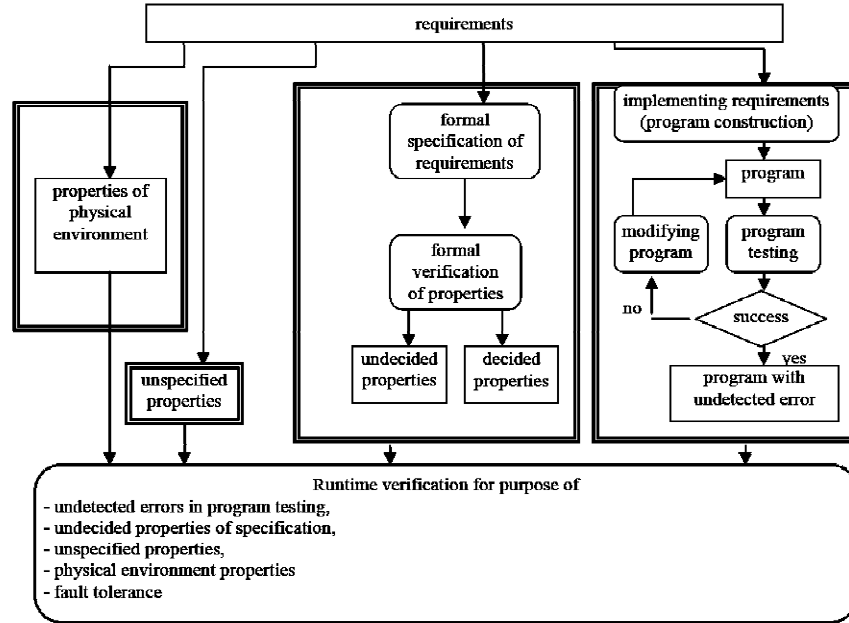 requirements
properties of
physical
environment
unspecified
properties
formal
specification of
requirements
formal
verification
of properties
undecided
properties
decided
properties
implementing requirements
(program construction)
program
modifying
program
program
testing
no
success
yes
program with
undetected error
Runtime verification for purpose of
- undetected errors in program testing,
- undecided properties of specification,
- unspecified properties,
- physical environment properties
- fault tolerance